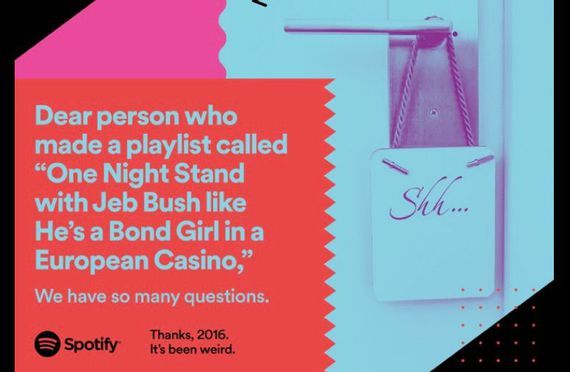 Dear person who
made a playlist called
“One Night Stand
with Jeb Bush like
He’s a Bond Girl in a
European Casino,”
We have so many questions.
Spotify
Thanks, 2016.
It’s been weird.
Shh...